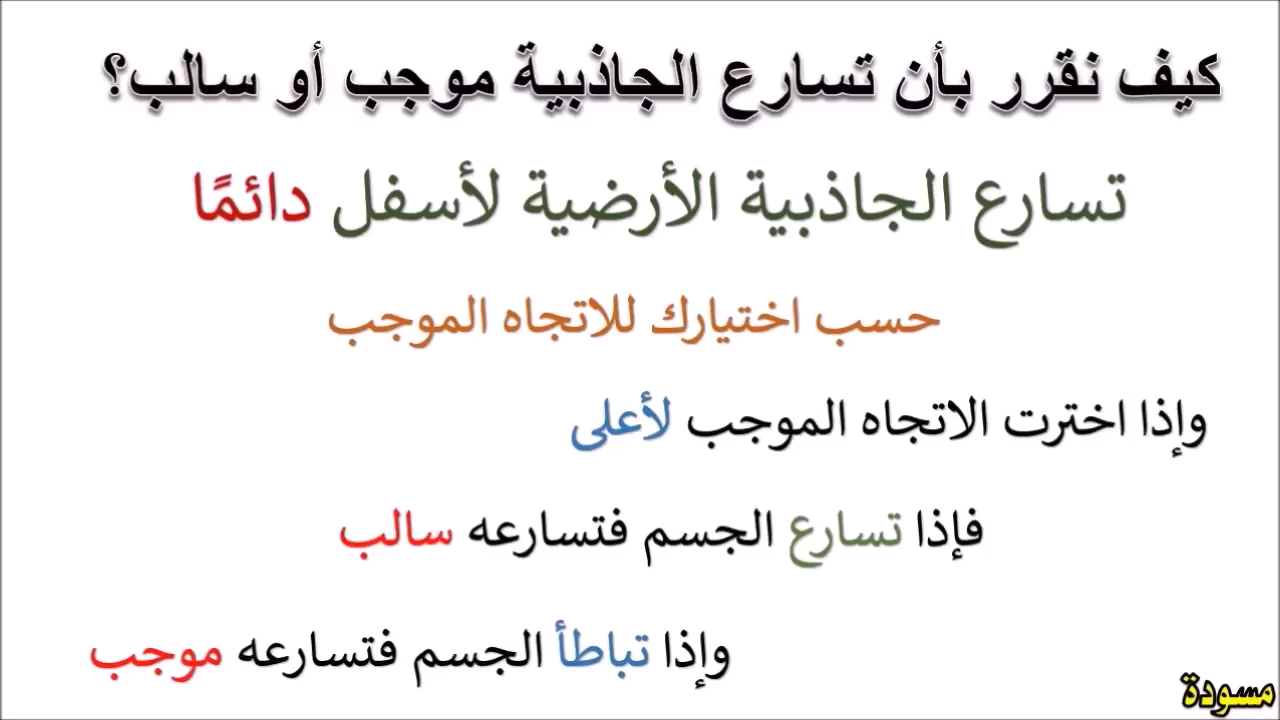 كيف نقرر بأن تسارع الجاذبية موجب أو سالب؟
تسارع الجاذبية الأرضية لأسفل دائمًا
حسب اختيارك للاتجاه الموجب
وإذا اخترت الاتجاه الموجب لأعلى
فإذا تسارع الجسم فتسارعه سالب
وإذا تباطأ الجسم فتسارعه موجب
مسودة